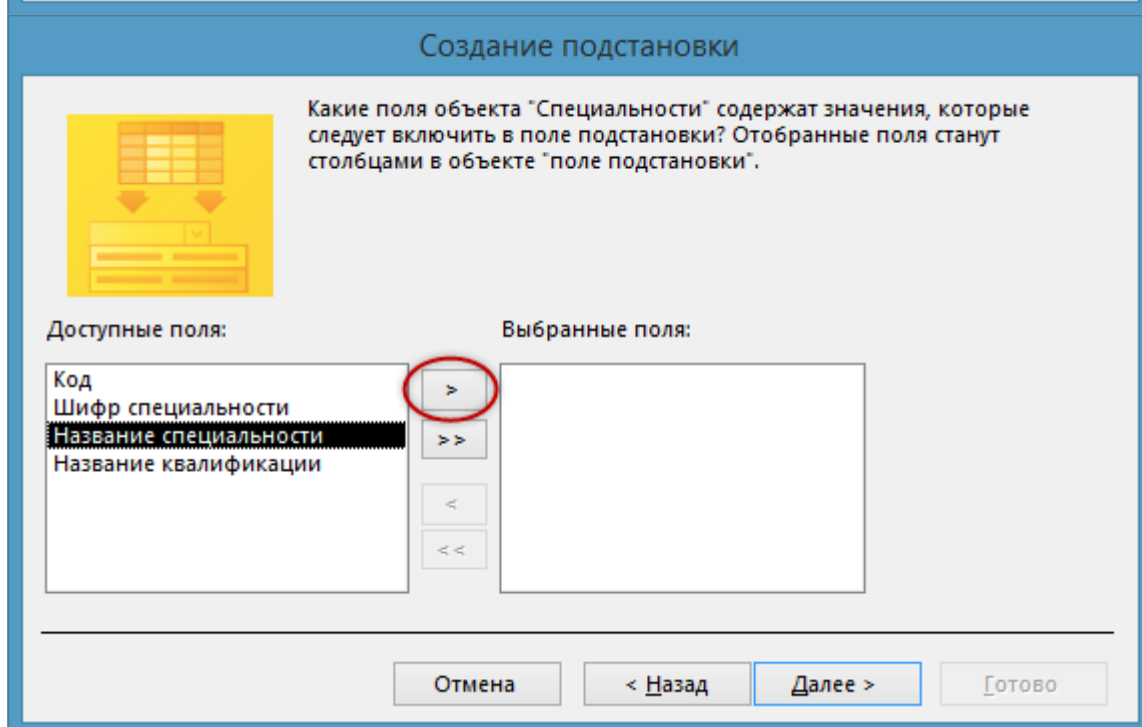 Создание подстановки
Какие поля объекта "Специальности" содержат значения, которые
следует включить в поле подстановки? Отобранные поля станут
столбцами в объекте "поле подстановки".
Доступные поля:
Выбранные поля:
Код
Шифр специальности
Название специальности
Название квалификации
>
>>
<
<<
Отмена
< Назад
Далее >
Готово